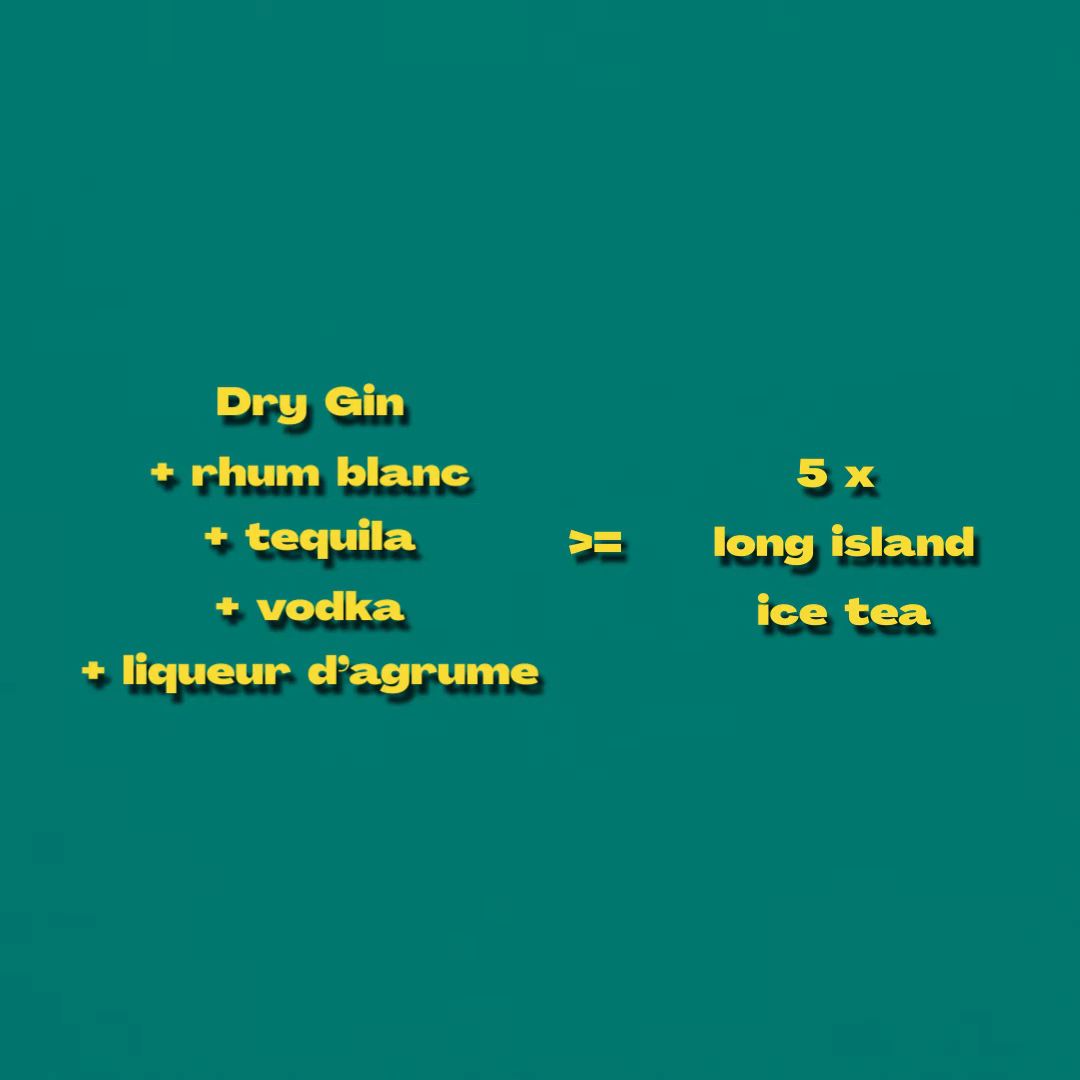 Dry Gin
+ rhum blanc
+ tequila
+ vodka
+ liqueur d’agrume
>=
5 x
long island
ice tea